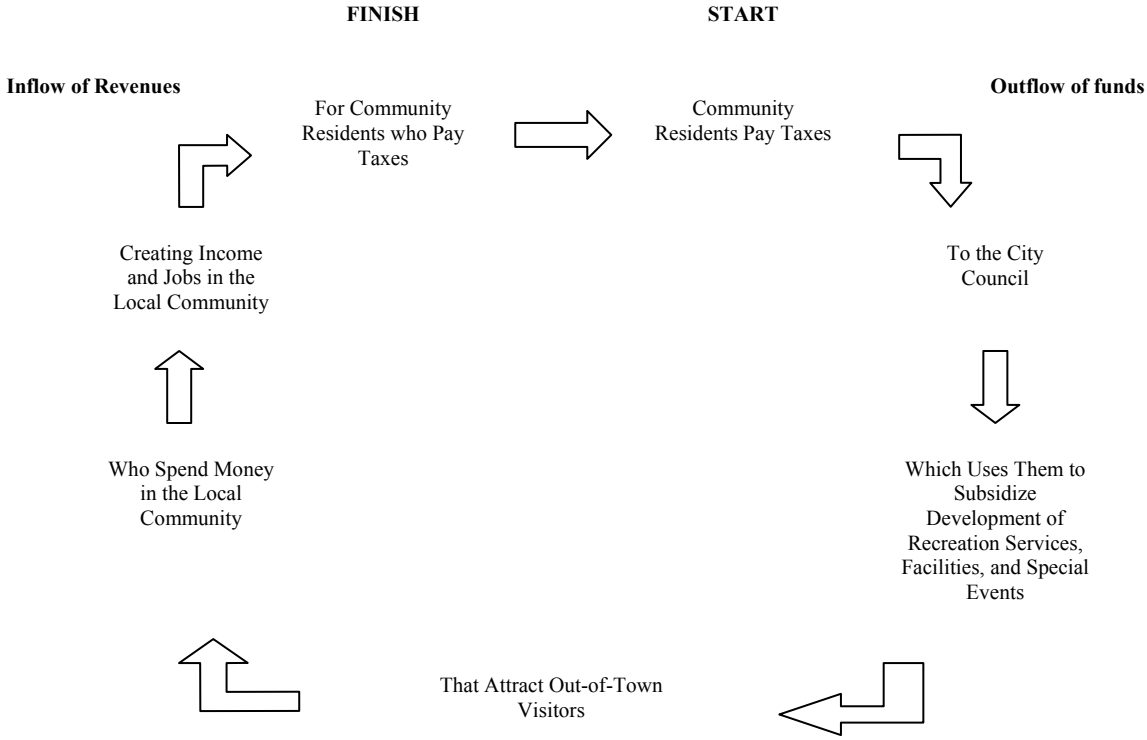 FINISH
START
Inflow of Revenues
Outflow of funds
For Community
Residents who Pay
Taxes
Community
Residents Pay Taxes
To the City
Council
Which Uses Them to
Subsidize
Development of
Recreation Services,
Facilities, and Special
Events
That Attract Out-of-Town
Visitors
Who Spend Money
in the Local
Community
Creating Income
and Jobs in the
Local Community